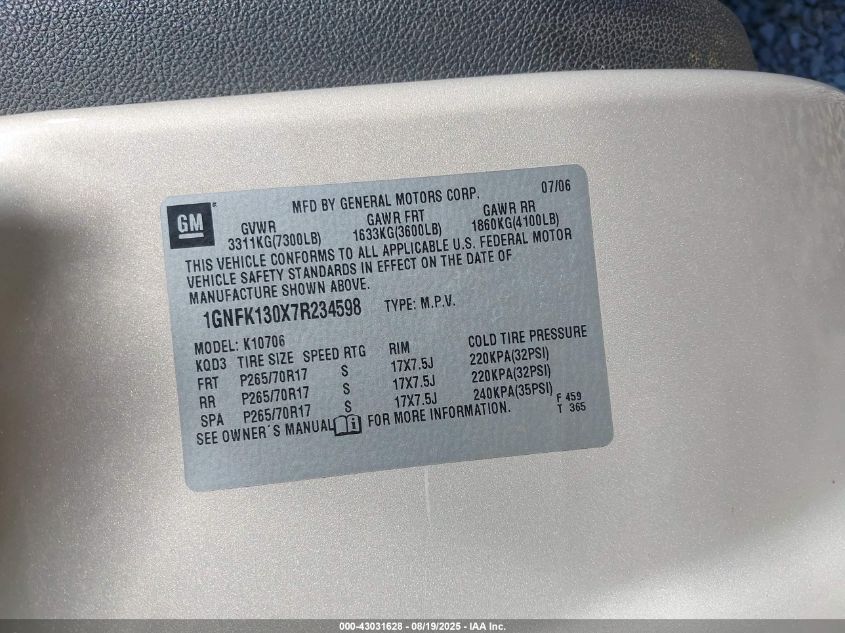 GM
MFD BY GENERAL MOTORS CORP. 07/06
GVWR GAWR FRT GAWR RR
3311KG(7300LB) 1633KG(3600LB) 1860KG(4100LB)
THIS VEHICLE CONFORMS TO ALL APPLICABLE U.S. FEDERAL MOTOR
VEHICLE SAFETY STANDARDS IN EFFECT ON THE DATE OF
MANUFACTURE SHOWN ABOVE.
1GNFK130X7R234598 TYPE: M.P.V.
MODEL: K10706
KQD3 TIRE SIZE SPEED RTG RIM COLD TIRE PRESSURE
FRT P265/70R17 S 17X7.5J 220KPA(32PSI)
RR P265/70R17 S 17X7.5J 220KPA(32PSI)
SPA P265/70R17 S 17X7.5J 240KPA(35PSI)
SEE OWNER´S MANUAL FOR MORE INFORMATION.
F 459
T 365
000-43031628 - 08/19/2025 - IAA Inc.